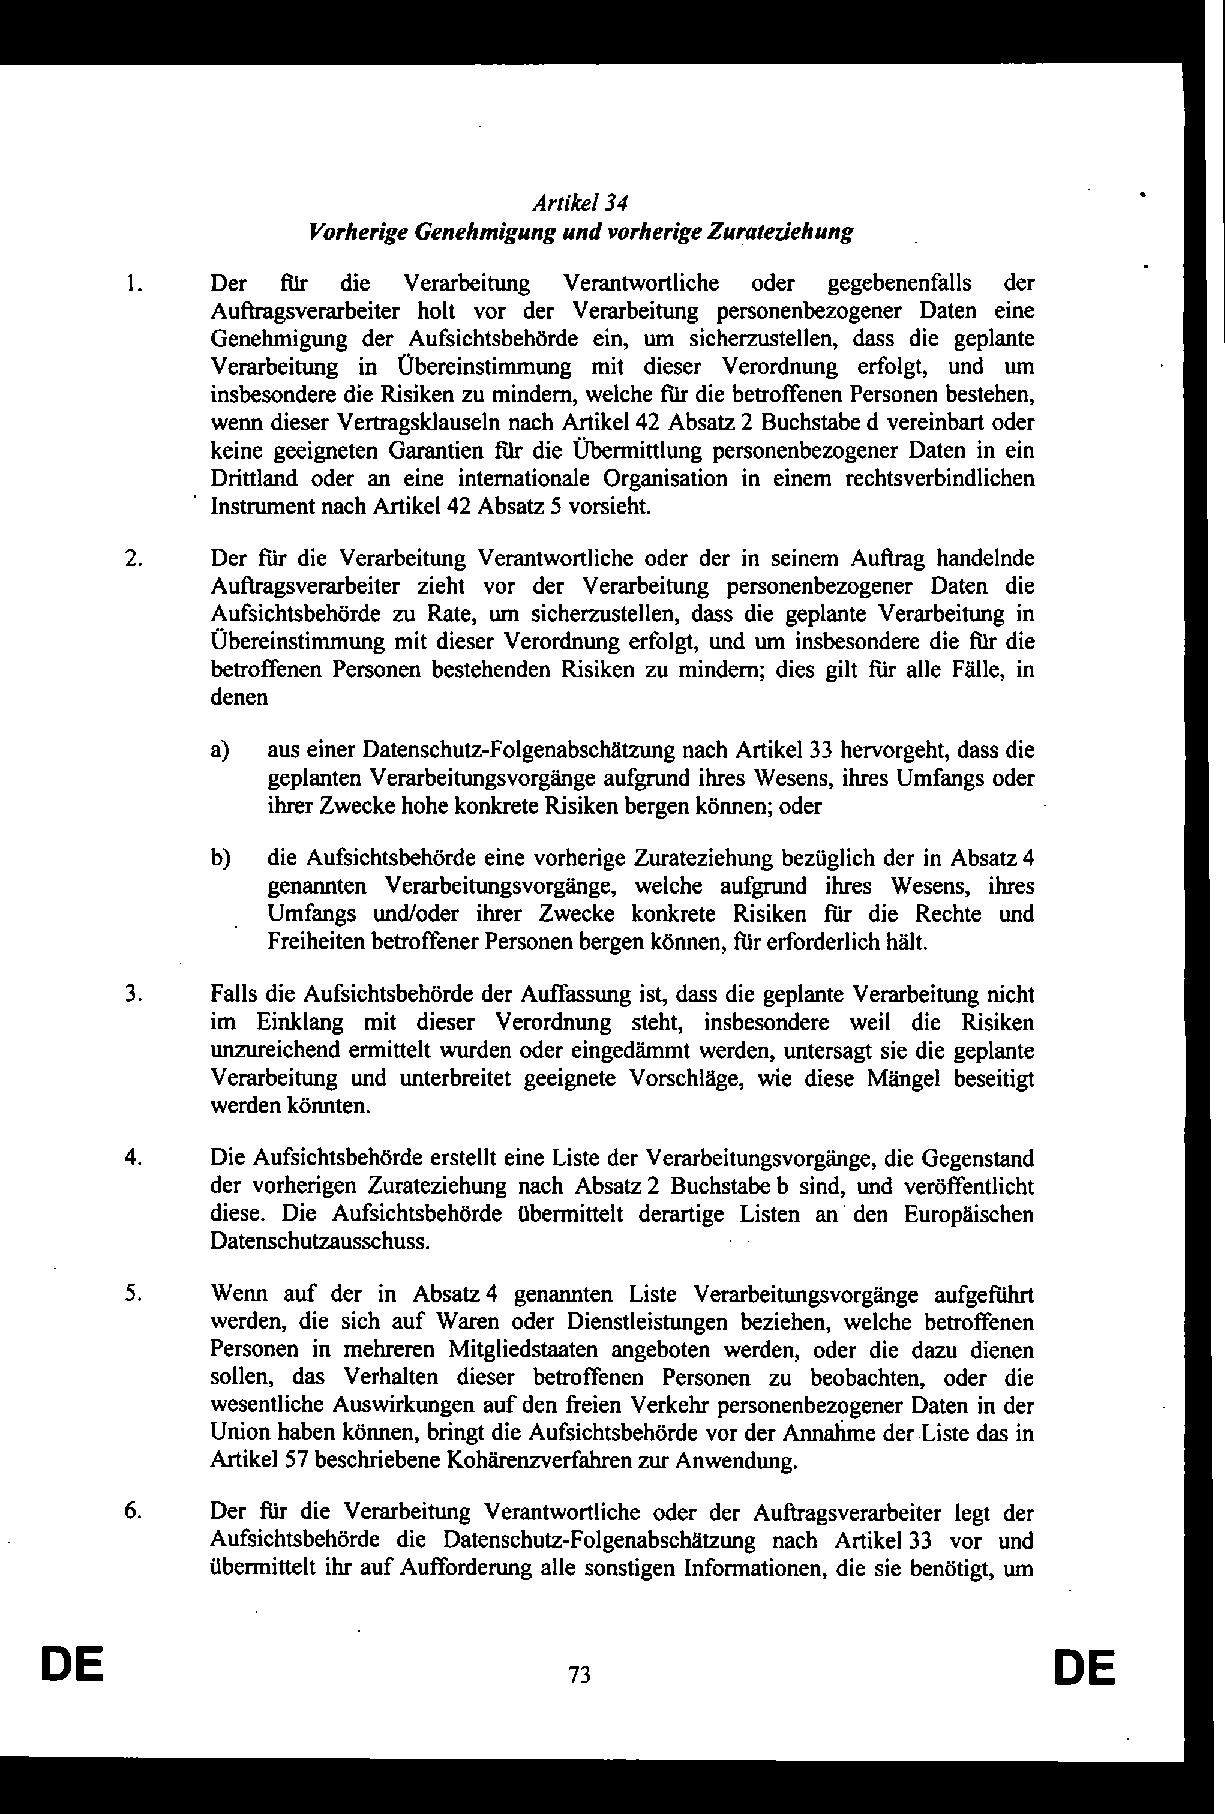 Artikel 34
Vorherige Genehmigung und vorherige Zurateziehung
1. Der für die Verarbeitung Verantwortliche oder gegebenenfalls der
Auftragsverarbeiter holt vor der Verarbeitung personenbezogener Daten eine
Genehmigung der Aufsichtsbehörde ein, um sicherzustellen, dass die geplante
Verarbeitung in Übereinstimmung mit dieser Verordnung erfolgt, und um
insbesondere die Risiken zu mindern, welche für die betroffenen Personen bestehen,
wenn dieser Vertragsklauseln nach Artikel 42 Absatz 2 Buchstabe d vereinbart oder
keine geeigneten Garantien für die Übermittlung personenbezogener Daten in ein
Drittland oder an eine internationale Organisation in einem rechtsverbindlichen
Instrument nach Artikel 42 Absatz 5 vorsieht.
2. Der für die Verarbeitung Verantwortliche oder der in seinem Auftrag handelnde
Auftragsverarbeiter zieht vor der Verarbeitung personenbezogener Daten die
Aufsichtsbehörde zu Rate, um sicherzustellen, dass die geplante Verarbeitung in
Übereinstimmung mit dieser Verordnung erfolgt, und um insbesondere die für die
betroffenen Personen bestehenden Risiken zu mindern; dies gilt für alle Fälle, in
denen
a) aus einer Datenschutz-Folgenabschätzung nach Artikel 33 hervorgeht, dass die
geplanten Verarbeitungsvorgänge aufgrund ihres Wesens, ihres Umfangs oder
ihrer Zwecke hohe konkrete Risiken bergen können; oder
b) die Aufsichtsbehörde eine vorherige Zurateziehung bezüglich der in Absatz 4
genannten Verarbeitungsvorgänge, welche aufgrund ihres Wesens, ihres
Umfangs und/oder ihrer Zwecke konkrete Risiken für die Rechte und
Freiheiten betroffener Personen bergen können, für erforderlich hält.
3. Falls die Aufsichtsbehörde der Auffassung ist, dass die geplante Verarbeitung nicht
im Einklang mit dieser Verordnung steht, insbesondere weil die Risiken
unzureichend ermittelt wurden oder eingedämmt werden, untersagt sie die geplante
Verarbeitung und unterbreitet geeignete Vorschläge, wie diese Mängel beseitigt
werden könnten.
4. Die Aufsichtsbehörde erstellt eine Liste der Verarbeitungsvorgänge, die Gegenstand
der vorherigen Zurateziehung nach Absatz 2 Buchstabe b sind, und veröffentlicht
diese. Die Aufsichtsbehörde übermittelt derartige Listen an den Europäischen
Datenschutzausschuss.
5. Wenn auf der in Absatz 4 genannten Liste Verarbeitungsvorgänge aufgeführt
werden, die sich auf Waren oder Dienstleistungen beziehen, welche betroffenen
Personen in mehreren Mitgliedstaaten angeboten werden, oder die dazu dienen
sollen, das Verhalten dieser betroffenen Personen zu beobachten, oder die
wesentliche Auswirkungen auf den freien Verkehr personenbezogener Daten in der
Union haben können, bringt die Aufsichtsbehörde vor der Annahme der Liste das in
Artikel 57 beschriebene Kohärenzverfahren zur Anwendung.
6. Der für die Verarbeitung Verantwortliche oder der Auftragsverarbeiter legt der
Aufsichtsbehörde die Datenschutz-Folgenabschätzung nach Artikel 33 vor und
übermittelt ihr auf Aufforderung alle sonstigen Informationen, die sie benötigt, um
DE 73 DE